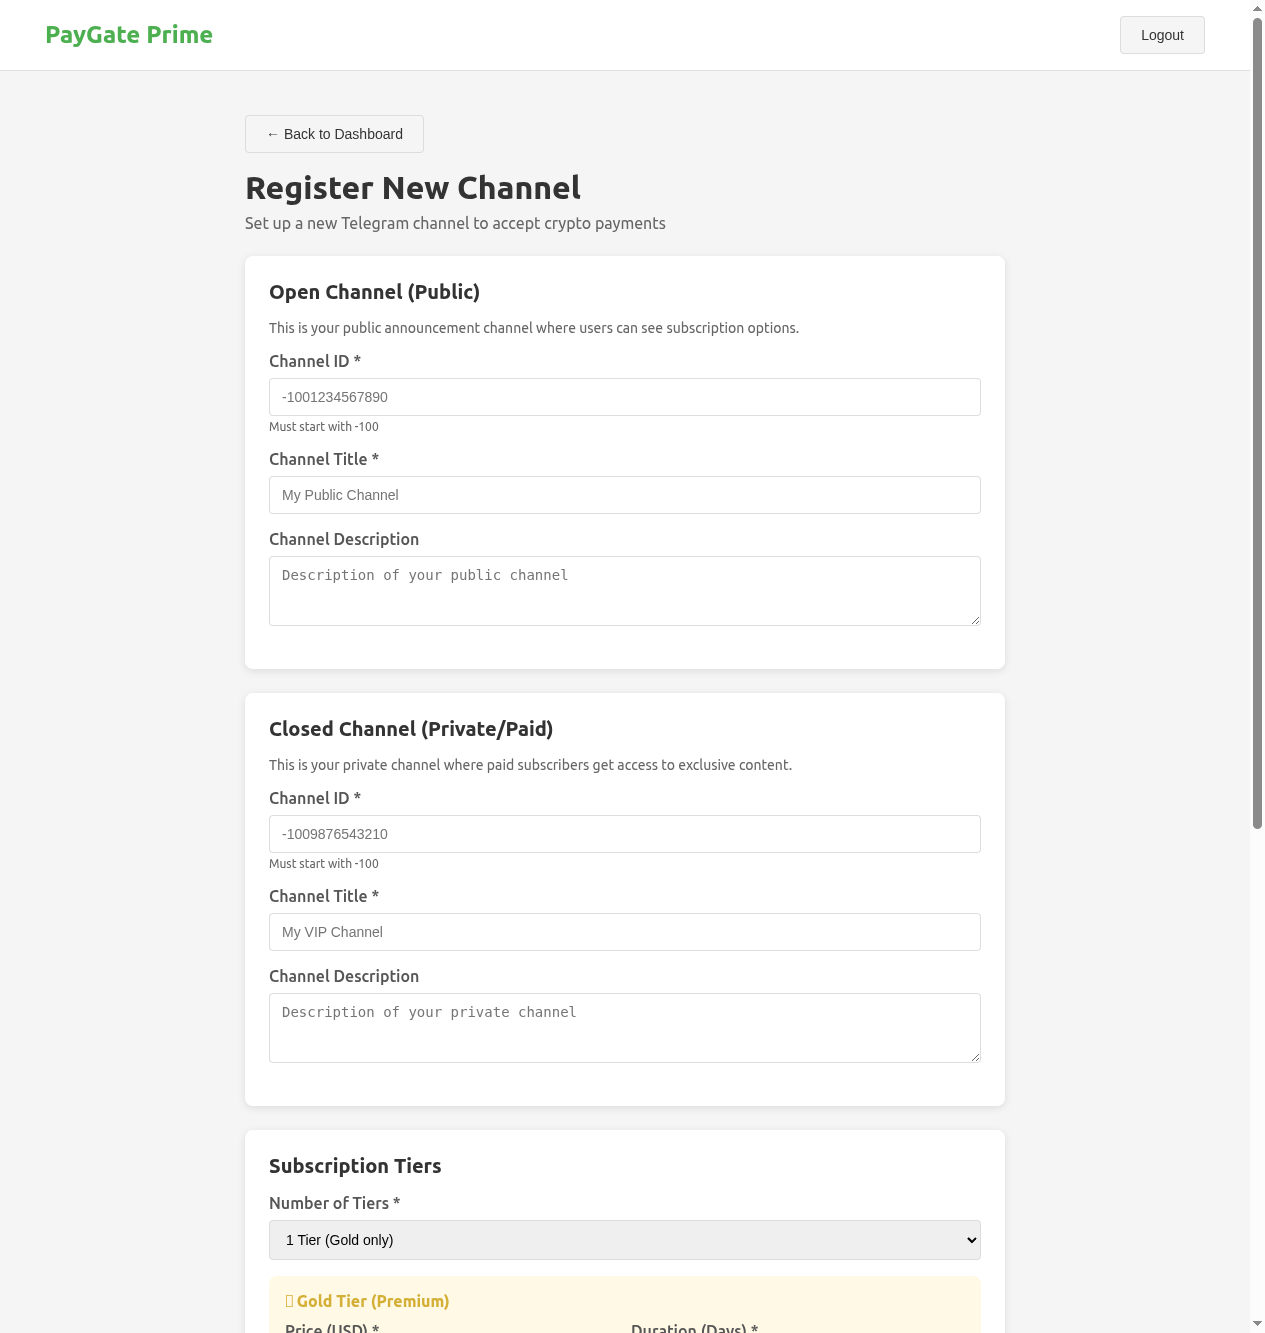 PayGate Prime
Logout
← Back to Dashboard
Register New Channel
Set up a new Telegram channel to accept crypto payments
Open Channel (Public)
This is your public announcement channel where users can see subscription options.
Channel ID *
-1001234567890
Must start with -100
Channel Title *
My Public Channel
Channel Description
Description of your public channel
Closed Channel (Private/Paid)
This is your private channel where paid subscribers get access to exclusive content.
Channel ID *
-1009876543210
Must start with -100
Channel Title *
My VIP Channel
Channel Description
Description of your private channel
Subscription Tiers
Number of Tiers *
1 Tier (Gold only)
Gold Tier (Premium)
Price (USD) * Duration (Days) *